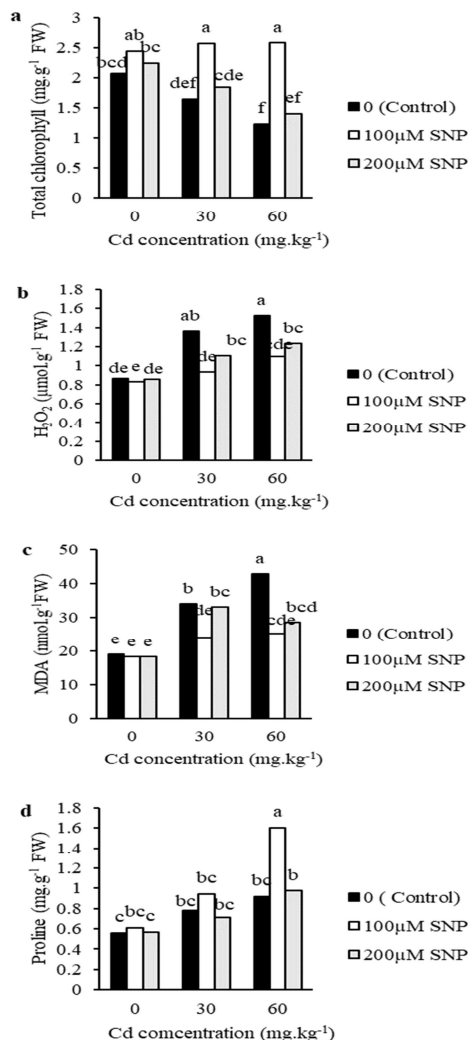 a
Total chlorophyll (mg.g⁻¹ FW)
3
2.5
2
1.5
1
0.5
0
bcd ab bc
def a cde
f a ef
0 30 60
Cd concentration (mg.kg⁻¹)
0 (Control)
100µM SNP
200µM SNP
b
H₂O₂ (µmol.g⁻¹ FW)
1.8
1.6
1.4
1.2
1
0.8
0.6
0.4
0.2
0
de e de
ab de bc
a cde bc
0 30 60
Cd concentration (mg.kg⁻¹)
0 (Control)
100µM SNP
200µM SNP
c
MDA (nmol.g⁻¹FW)
50
40
30
20
10
0
e e e
b de bc
a cde bcd
0 30 60
Cd concentration (mg.kg⁻¹)
0 (Control)
100µM SNP
200µM SNP
d
Proline (mg.g⁻¹ FW)
1.8
1.6
1.4
1.2
1
0.8
0.6
0.4
0.2
0
c bc c
bc bc bc
bc a b
0 30 60
Cd comcentration (mg.kg⁻¹)
0 ( Control)
100µM SNP
200µM SNP